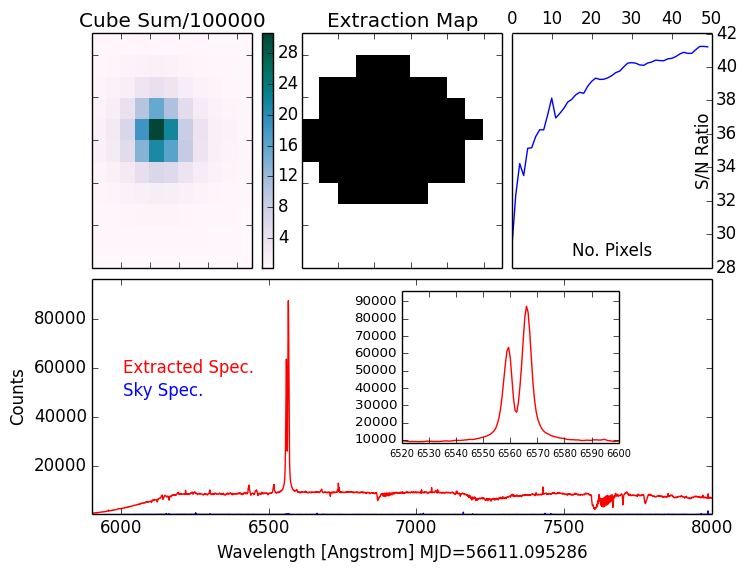 Cube Sum/100000
28
24
20
16
12
8
4
Extraction Map
0 10 20 30 40 50
42
40
38
36
34
32
30
28
S/N Ratio
No. Pixels
80000
60000
40000
20000
Counts
Extracted Spec.
Sky Spec.
90000
80000
70000
60000
50000
40000
30000
20000
10000
6520 6530 6540 6550 6560 6570 6580 6590 6600
6000 6500 7000 7500 8000
Wavelength [Angstrom] MJD=56611.095286